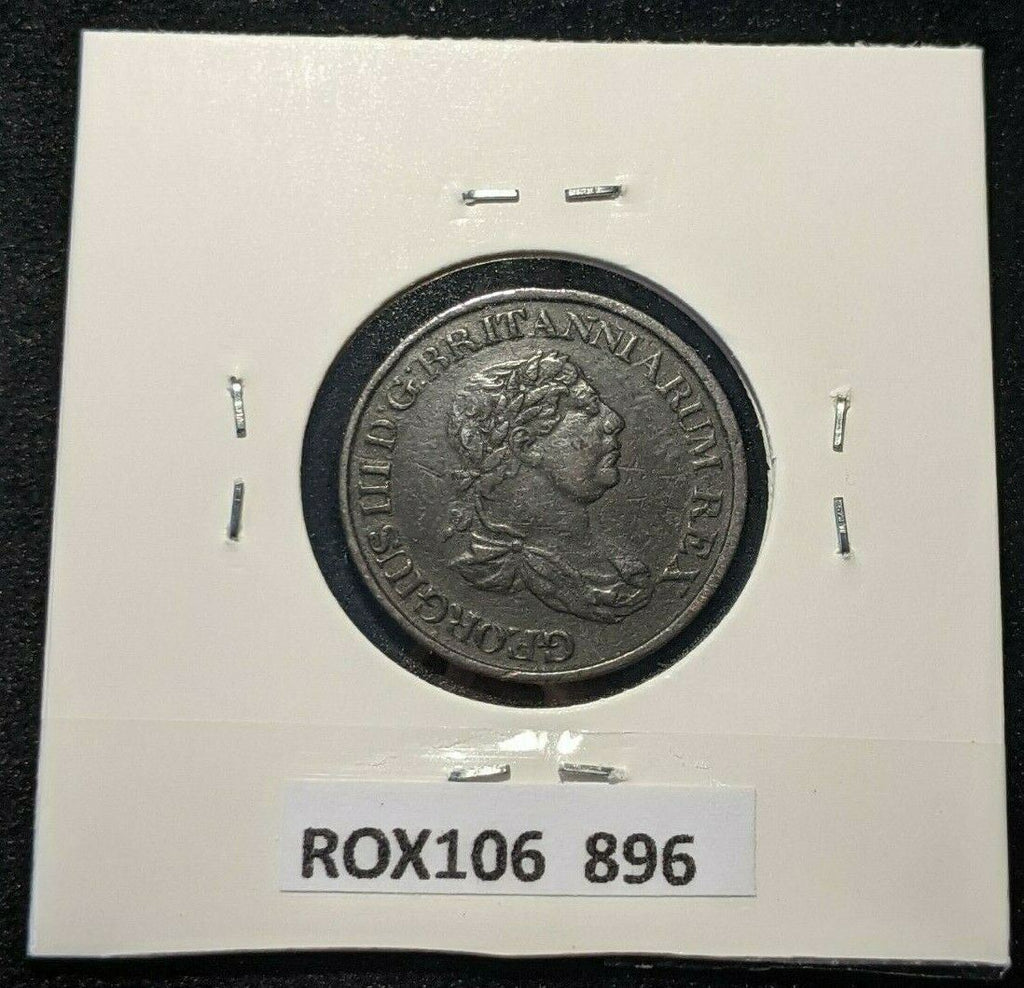 GEORGIUS III D·G·BRITANNIARUM REX
ROX106 896